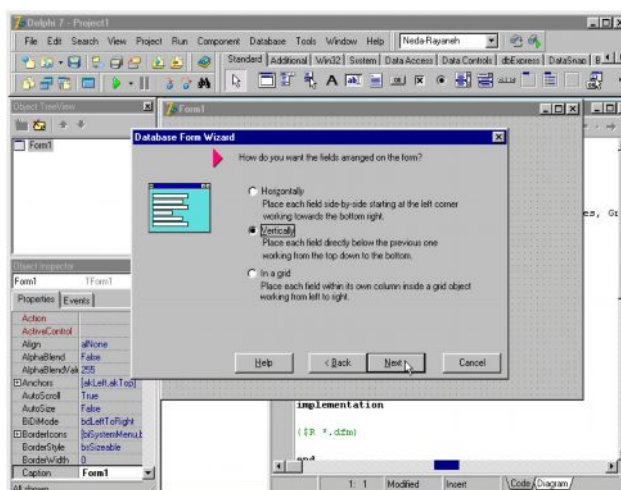 Delphi 7 - Project1
File Edit Search View Project Run Component Database Tools Window Help Neda-Rayaneh
Standard Additional Win32 System Data Access Data Controls dbExpress DataSnap
Object TreeView
Form1
Form1
Database Form Wizard
How do you want the fields arranged on the form?
Horizontally
Place each field side-by-side starting at the left corner
working towards the bottom right.
Vertically
Place each field directly below the previous one
working from the top down to the bottom.
In a grid
Place each field within its own column inside a grid object
working from left to right.
Help < Back Next > Cancel
es, Gr
Object Inspector
Form1 TForm1
Properties Events
Action
ActiveControl
Align alNone
AlphaBlend False
AlphaBlendVal 255
Anchors [akLeft,akTop]
AutoScroll True
AutoSize False
BiDiMode bdLeftToRight
BorderIcons [biSystemMenu,
BorderStyle bsSizeable
BorderWidth 0
Caption Form1
All shown
implementation
{$R *.dfm}
end
1: 1 Modified Insert Code Diagram